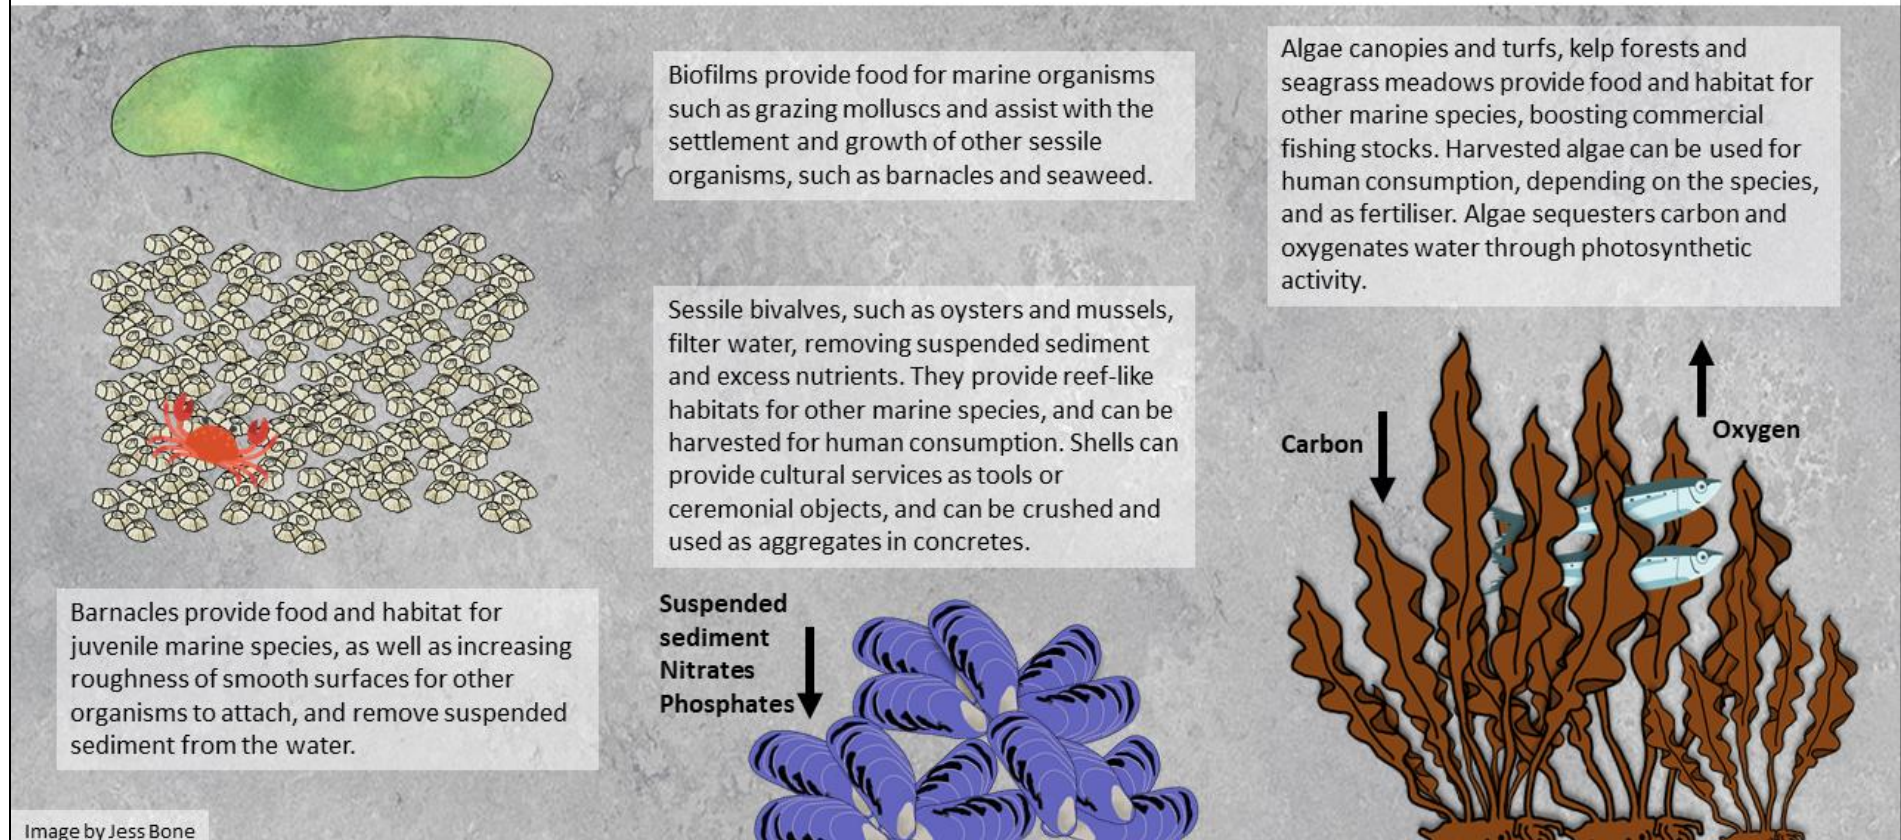 Biofilms provide food for marine organisms
such as grazing molluscs and assist with the
settlement and growth of other sessile
organisms, such as barnacles and seaweed.
Algae canopies and turfs, kelp forests and
seagrass meadows provide food and habitat for
other marine species, boosting commercial
fishing stocks. Harvested algae can be used for
human consumption, depending on the species,
and as fertiliser. Algae sequesters carbon and
oxygenates water through photosynthetic
activity.
Sessile bivalves, such as oysters and mussels,
filter water, removing suspended sediment
and excess nutrients. They provide reef-like
habitats for other marine species, and can be
harvested for human consumption. Shells can
provide cultural services as tools or
ceremonial objects, and can be crushed and
used as aggregates in concretes.
Carbon
Oxygen
Barnacles provide food and habitat for
juvenile marine species, as well as increasing
roughness of smooth surfaces for other
organisms to attach, and remove suspended
sediment from the water.
Suspended
sediment
Nitrates
Phosphates
Image by Jess Bone